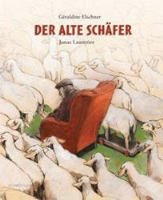 Géraldine Elschner
DER ALTE SCHÄFER
Jonas Lauströer